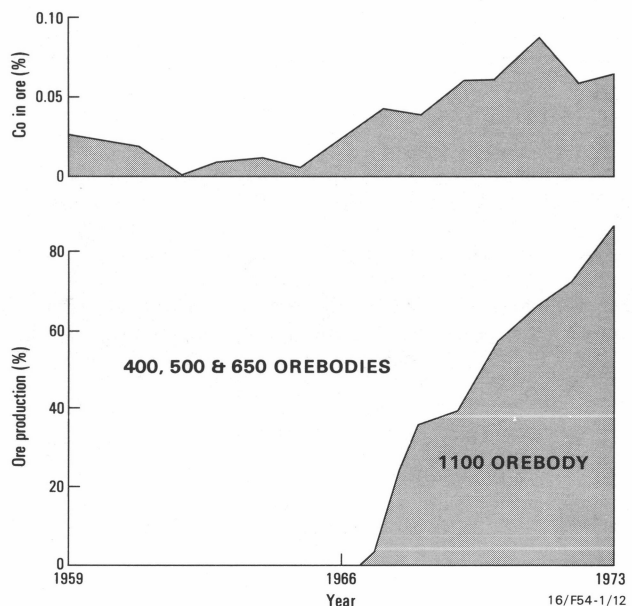 0.10
0.05
0
Co in ore (%)
80
60
40
20
0
Ore production (%)
400, 500 & 650 OREBODIES
1100 OREBODY
1959
1966
1973
Year
16/F54-1/12